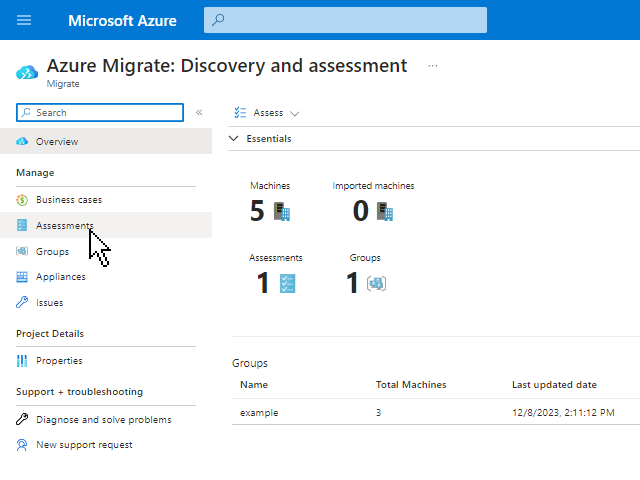 Microsoft Azure
Azure Migrate: Discovery and assessment ...
Migrate
Search «
Assess
Overview
Essentials
Manage
Business cases
Assessments
Groups
Appliances
Issues
Project Details
Properties
Support + troubleshooting
Diagnose and solve problems
New support request
Machines
5
Imported machines
0
Assessments
1
Groups
1
Groups
Name Total Machines Last updated date
example 3 12/8/2023, 2:11:12 PM